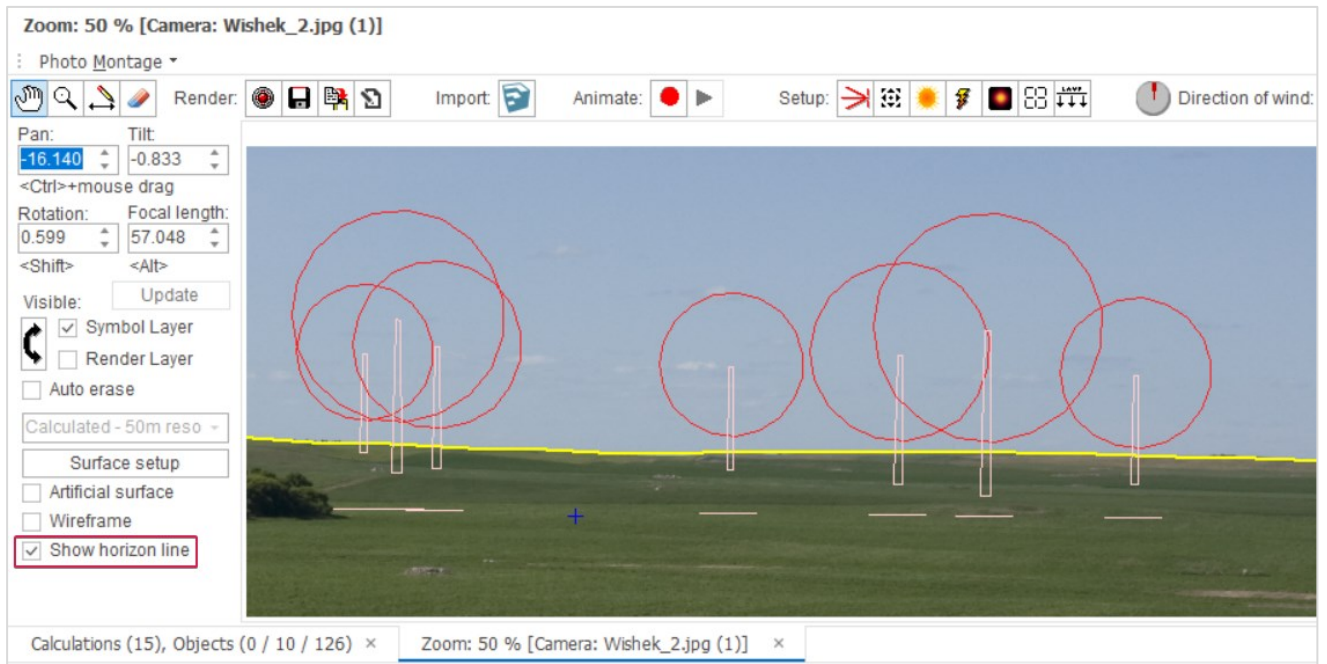 Zoom: 50 % [Camera: Wishek_2.jpg (1)]
Photo Montage
Render: Import: Animate: Setup: Direction of wind:
Pan: Tilt:
-16.140 -0.833
<Ctrl>+mouse drag
Rotation: Focal length:
0.599 57.048
<Shift> <Alt>
Visible: Update
Symbol Layer
Render Layer
Auto erase
Calculated - 50m reso
Surface setup
Artificial surface
Wireframe
Show horizon line
Calculations (15), Objects (0 / 10 / 126) × Zoom: 50 % [Camera: Wishek_2.jpg (1)] ×